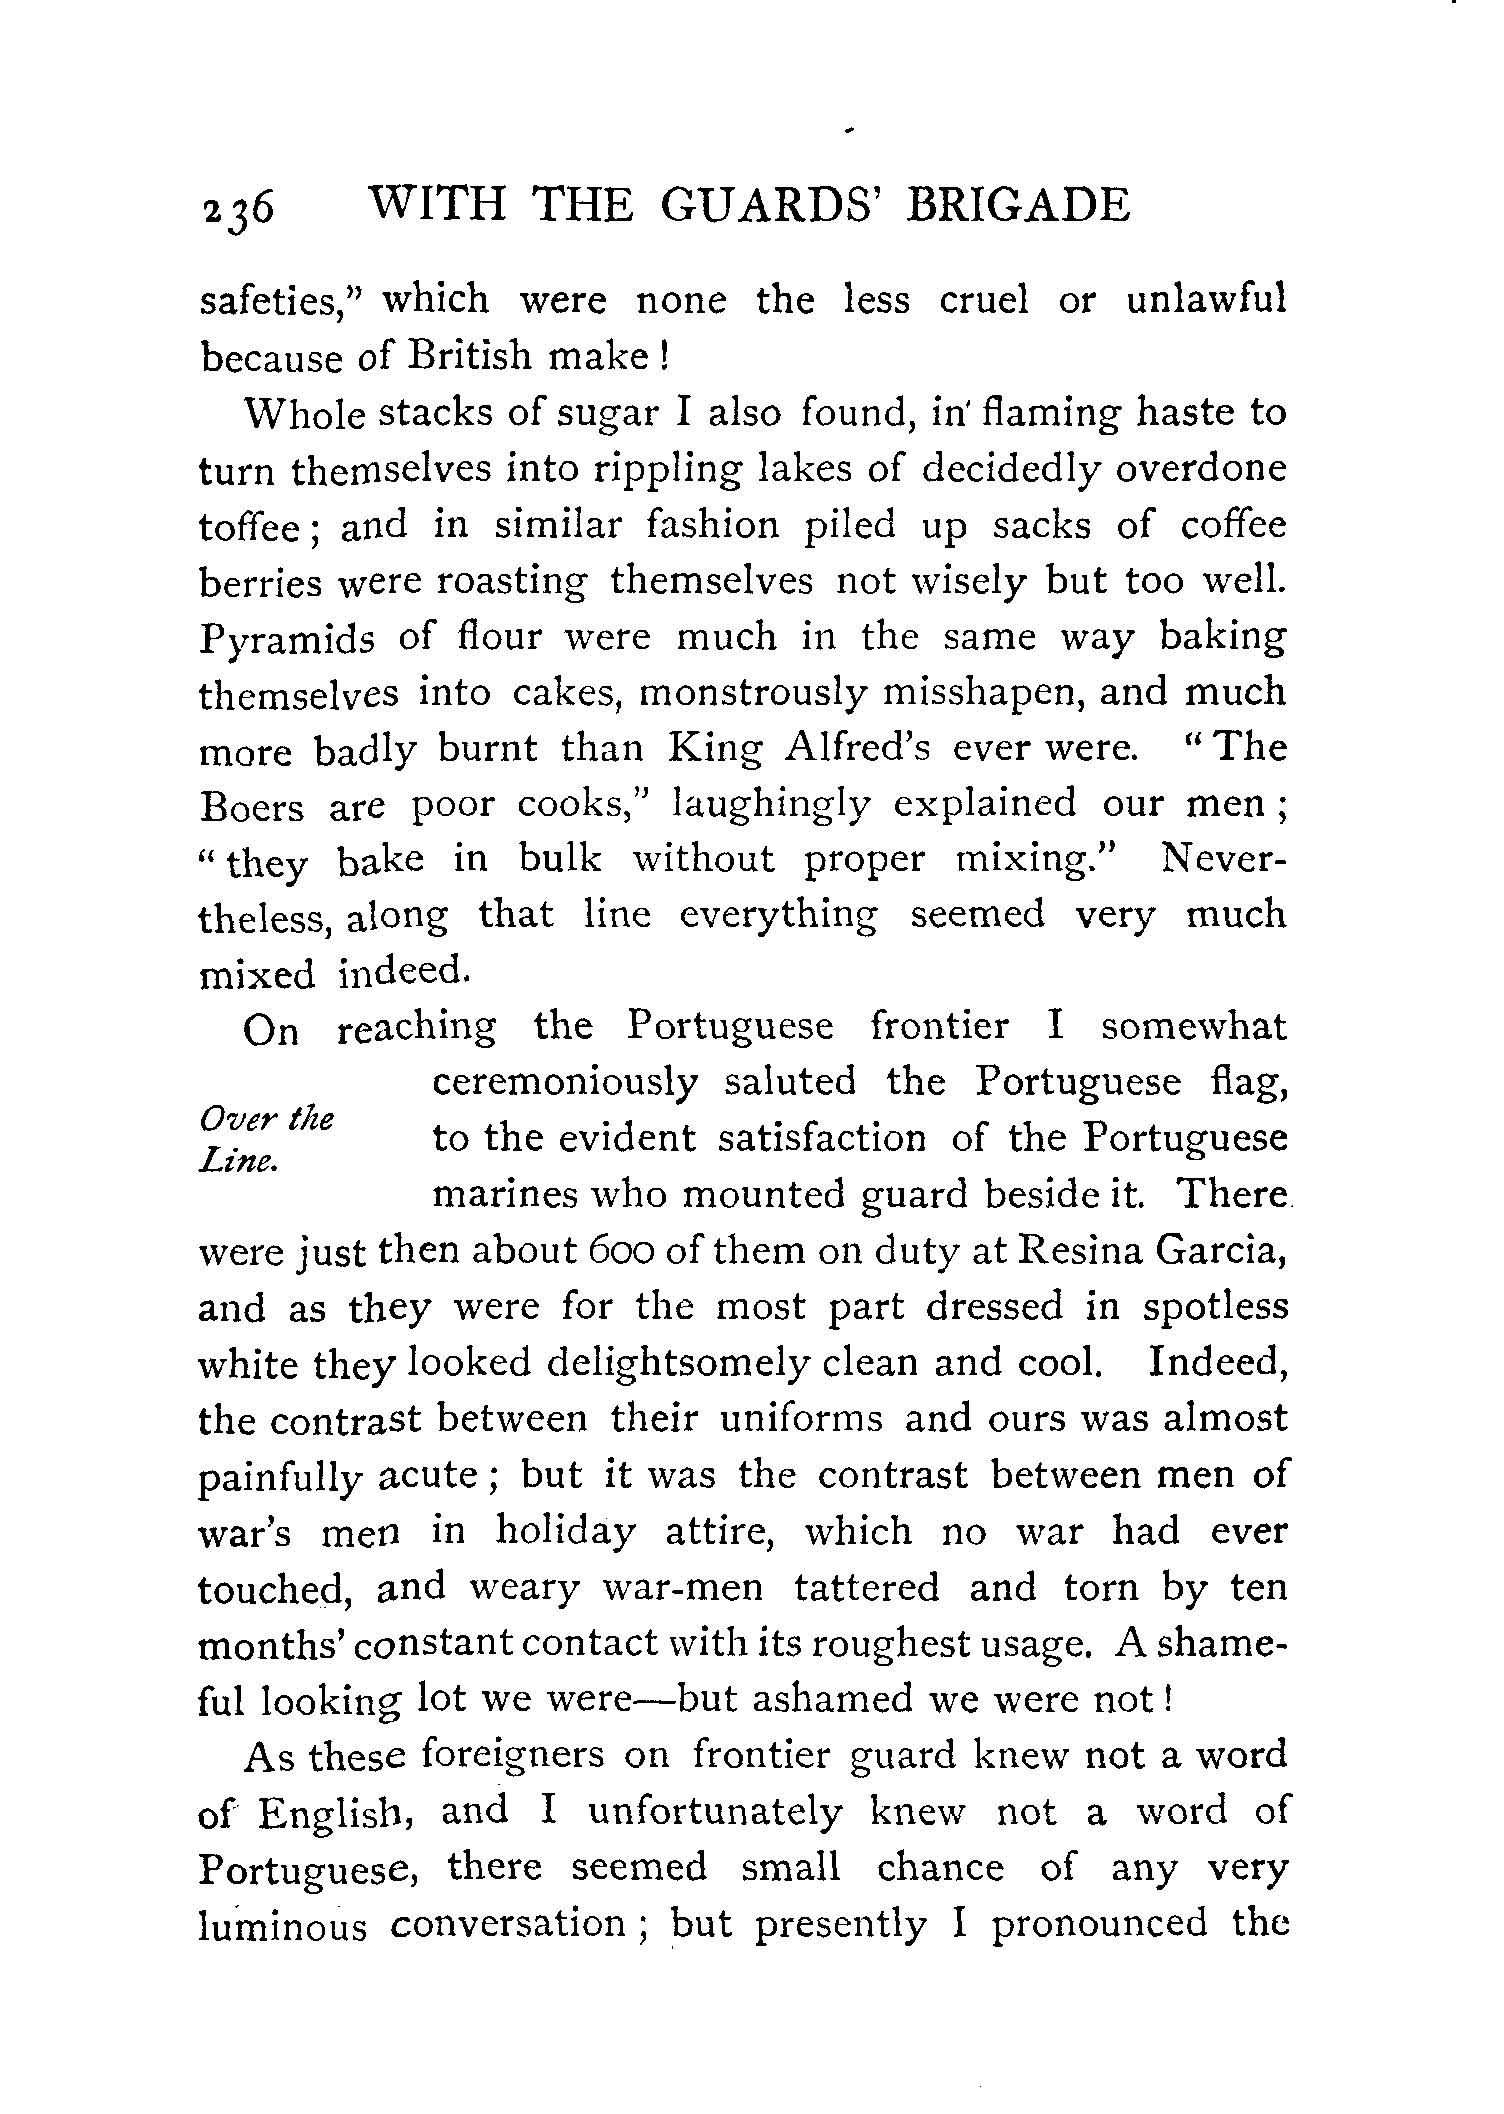 236 WITH THE GUARDS' BRIGADE
safeties," which were none the less cruel or unlawful
because of British make !
Whole stacks of sugar I also found, in flaming haste to
turn themselves into rippling lakes of decidedly overdone
toffee ; and in similar fashion piled up sacks of coffee
berries were roasting themselves not wisely but too well.
Pyramids of flour were much in the same way baking
themselves into cakes, monstrously misshapen, and much
more badly burnt than King Alfred's ever were. " The
Boers are poor cooks," laughingly explained our men ;
" they bake in bulk without proper mixing." Never-
theless, along that line everything seemed very much
mixed indeed.
On reaching the Portuguese frontier I somewhat
ceremoniously saluted the Portuguese flag,
Over the
Line.
to the evident satisfaction of the Portuguese
marines who mounted guard beside it. There
were just then about 600 of them on duty at Resina Garcia,
and as they were for the most part dressed in spotless
white they looked delightsomely clean and cool. Indeed,
the contrast between their uniforms and ours was almost
painfully acute ; but it was the contrast between men of
war's men in holiday attire, which no war had ever
touched, and weary war-men tattered and torn by ten
months' constant contact with its roughest usage. A shame-
ful looking lot we were—but ashamed we were not !
As these foreigners on frontier guard knew not a word
of English, and I unfortunately knew not a word of
Portuguese, there seemed small chance of any very
luminous conversation ; but presently I pronounced the